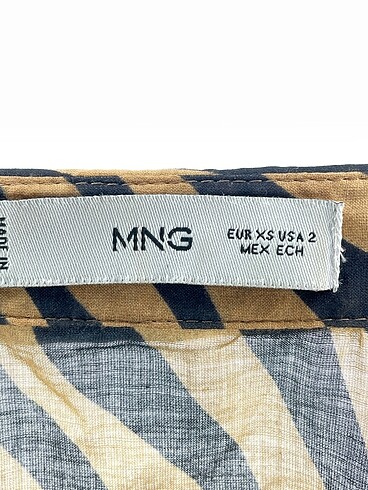 MADE IN
MNG
EUR XS USA 2
MEX ECH